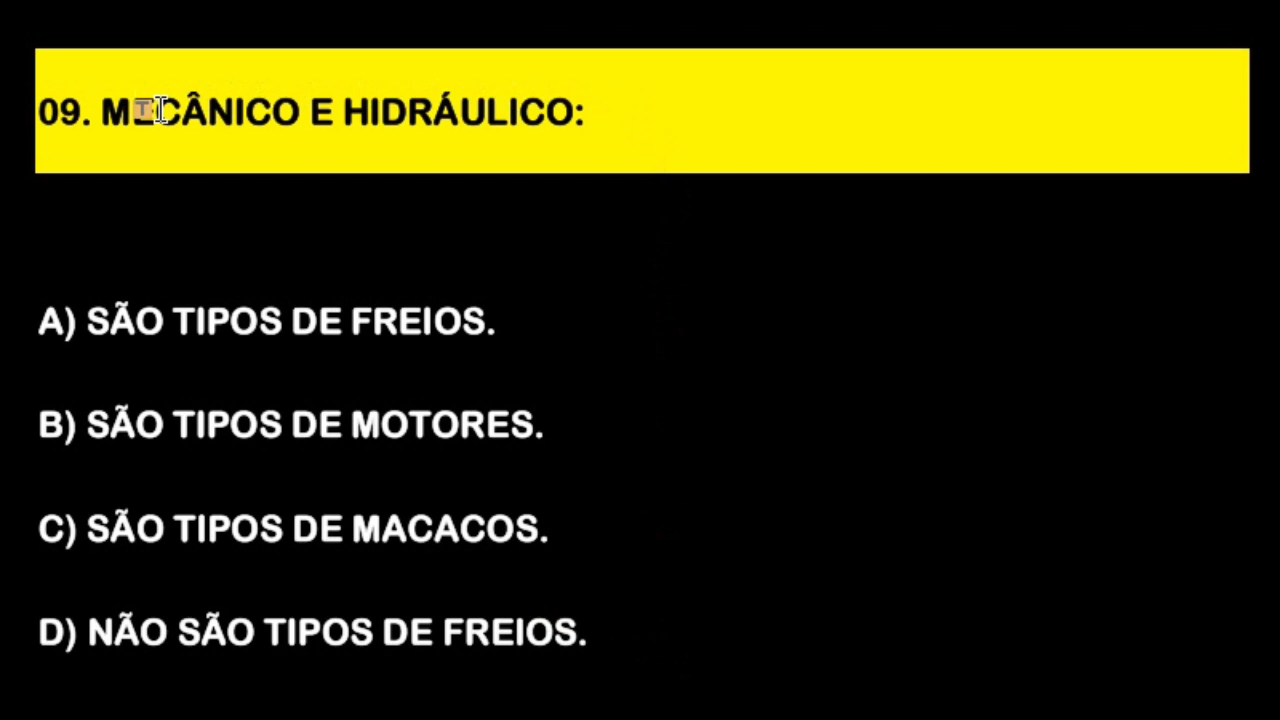 09. MECÂNICO E HIDRÁULICO:
A) SÃO TIPOS DE FREIOS.
B) SÃO TIPOS DE MOTORES.
C) SÃO TIPOS DE MACACOS.
D) NÃO SÃO TIPOS DE FREIOS.